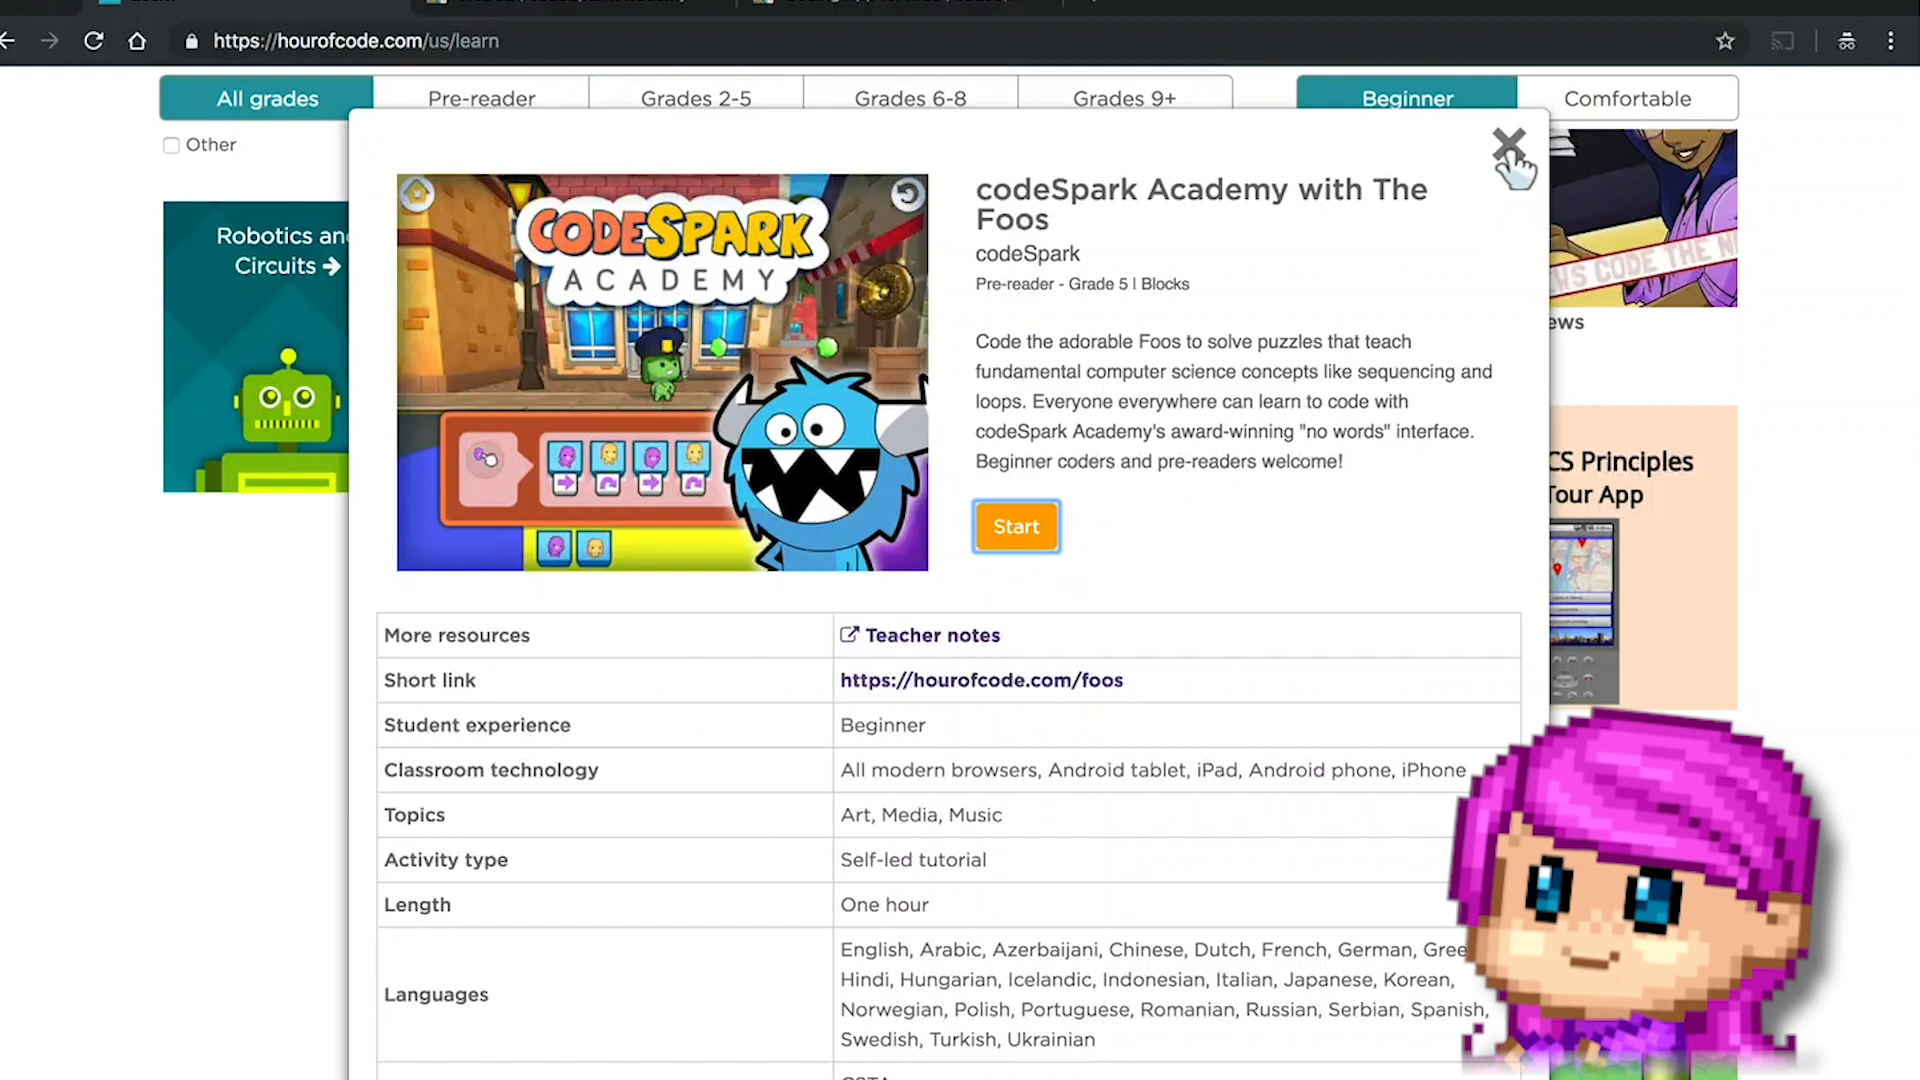 https://hourofcode.com/us/learn
All grades
Pre-reader
Grades 2-5
Grades 6-8
Grades 9+
Beginner
Comfortable
Other
Robotics and
Circuits →
CODESPARK
ACADEMY
codeSpark Academy with The
Foos
codeSpark
Pre-reader - Grade 5 | Blocks
Code the adorable Foos to solve puzzles that teach
fundamental computer science concepts like sequencing and
loops. Everyone everywhere can learn to code with
codeSpark Academy's award-winning "no words" interface.
Beginner coders and pre-readers welcome!
Start
CODE THE N
ews
CS Principles
Tour App
More resources
Teacher notes
Short link
https://hourofcode.com/foos
Student experience
Beginner
Classroom technology
All modern browsers, Android tablet, iPad, Android phone, iPhone
Topics
Art, Media, Music
Activity type
Self-led tutorial
Length
One hour
Languages
English, Arabic, Azerbaijani, Chinese, Dutch, French, German, Gree
Hindi, Hungarian, Icelandic, Indonesian, Italian, Japanese, Korean,
Norwegian, Polish, Portuguese, Romanian, Russian, Serbian, Spanish,
Swedish, Turkish, Ukrainian